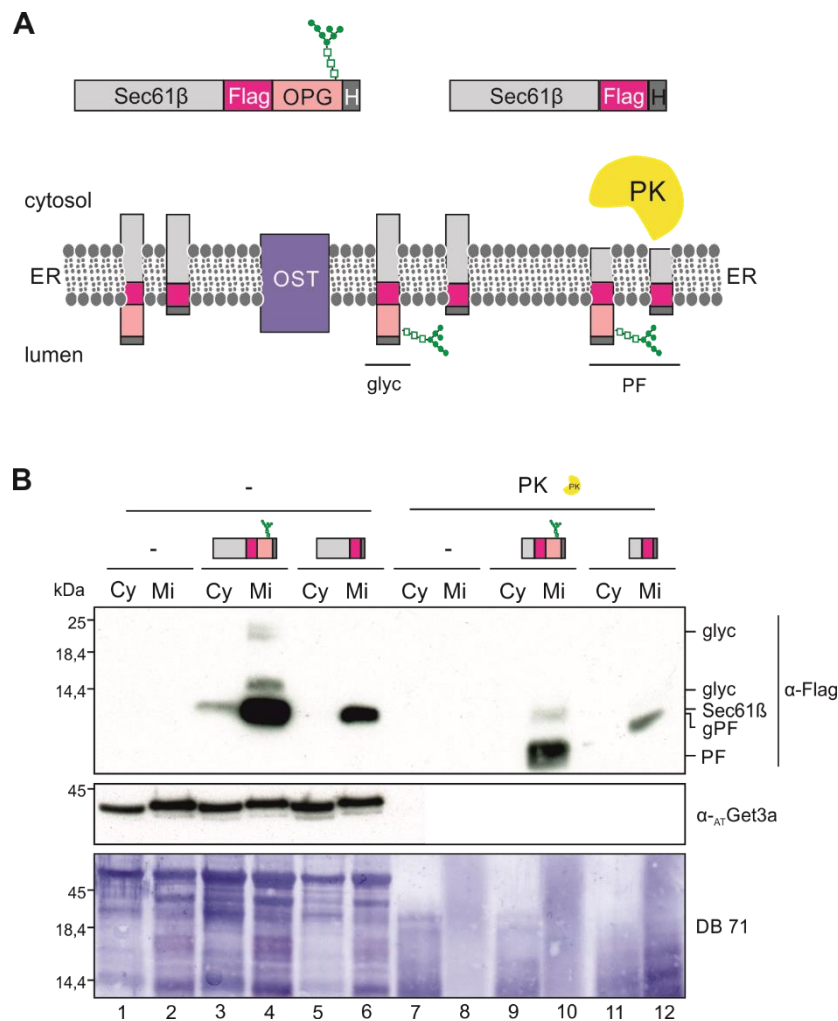 A
Sec61β Flag OPG H Sec61β Flag H
cytosol PK
ER OST ER
lumen
glyc PF
B
- PK PK
- -
kDa Cy Mi Cy Mi Cy Mi Cy Mi Cy Mi Cy Mi
25 glyc
18,4
14,4 glyc
α-Flag
Sec61ß
gPF
PF
45
α-ATGet3a
45
18,4 DB 71
14,4
1 2 3 4 5 6 7 8 9 10 11 12